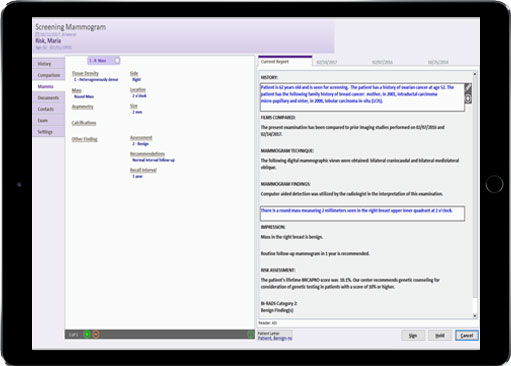 Screening Mammogram
Risk, Maria
History
Comparison
Mammo
Documents
Contacts
Exam
Settings
1 - R Mass
Tissue Density
C - Heterogeneously dense
Mass
Round Mass
Asymmetry
Calcifications
Other Finding
Side
Right
Location
2 o'clock
Size
2 mm
Assessment
2 - Benign
Recommendations
Normal interval follow-up
Recall Interval
1 year
1 of 1
Current Report
02/14/2017
02/07/2016
HISTORY:
Patient is 62 years old and is seen for screening. The patient has a history of ovarian cancer at age 52. The
patient has the following family history of breast cancer: mother, in 2005, intraductal carcinoma
micro-papillary and sister, in 2000, lobular carcinoma in situ (LCIS).
FILMS COMPARED:
The present examination has been compared to prior imaging studies performed on 02/07/2016 and
02/14/2017.
MAMMOGRAM TECHNIQUE:
The following digital mammographic views were obtained: bilateral craniocaudal and bilateral mediolateral
oblique.
MAMMOGRAM FINDINGS:
Computer aided detection was utilized by the radiologist in the interpretation of this examination.
There is a round mass measuring 2 millimeters seen in the right breast upper inner quadrant at 2 o'clock.
IMPRESSION:
Mass in the right breast is benign.
Routine follow-up mammogram in 1 year is recommended.
RISK ASSESSMENT:
The patient's lifetime BRCAPRO score was 10.1%. Our center recommends genetic counseling for
consideration of genetic testing in patients with a score of 10% or higher.
BI-RADS Category 2:
Benign Finding(s)
Patient Letter
Patient, Benign-no
Sign
Hold
Cancel